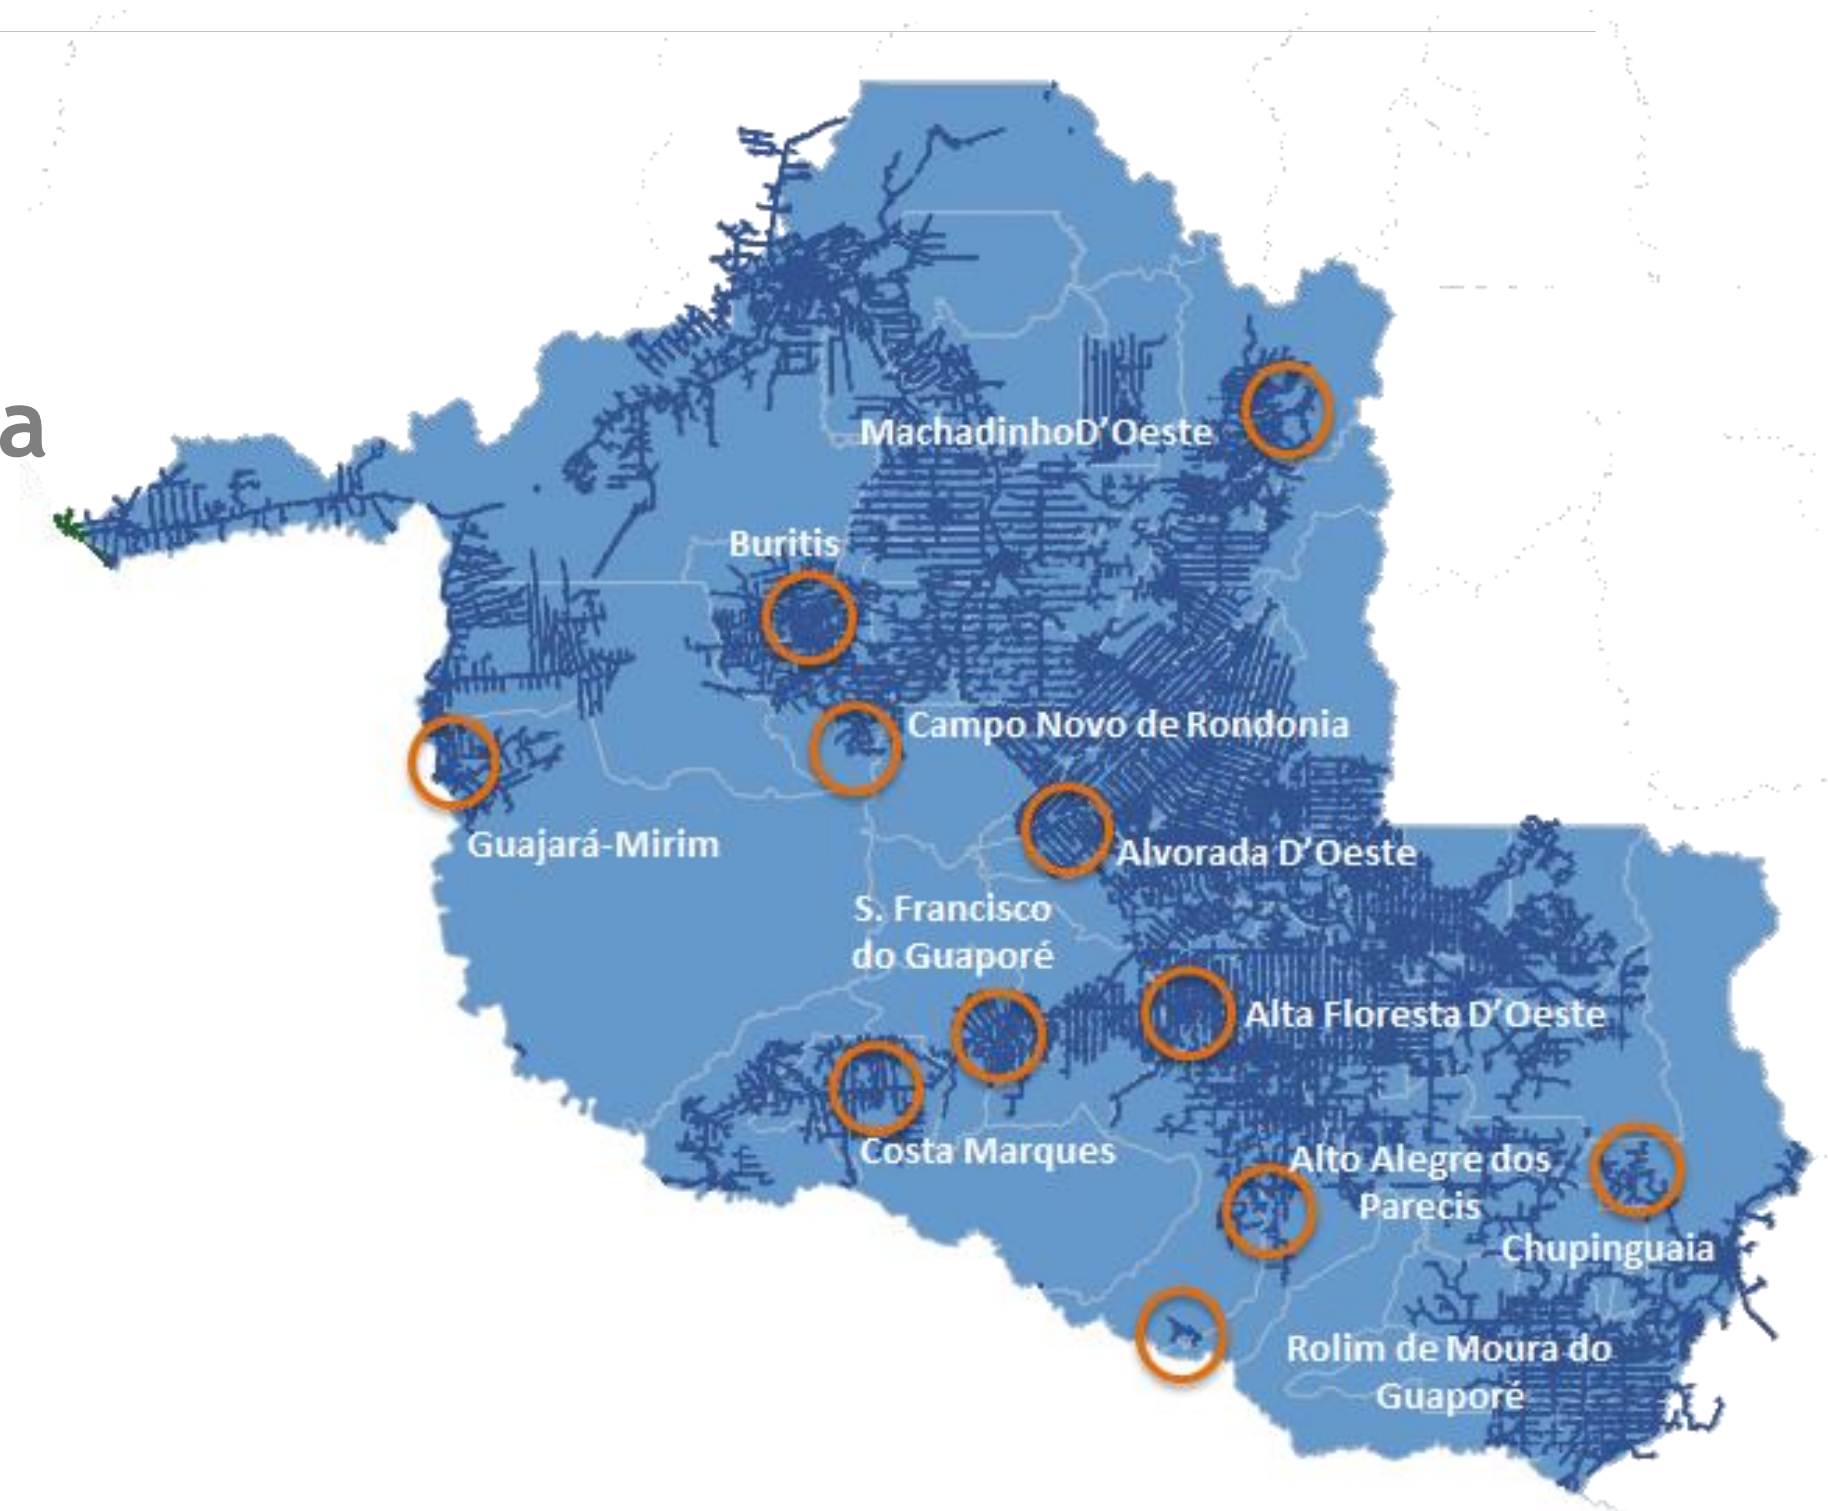 a
MachadinhoD’Oeste
Buritis
Campo Novo de Rondonia
Guajará-Mirim
Alvorada D’Oeste
S. Francisco
do Guaporé
Alta Floresta D’Oeste
Costa Marques
Alto Alegre dos
Parecis
Chupinguaia
Rolim de Moura do
Guaporé